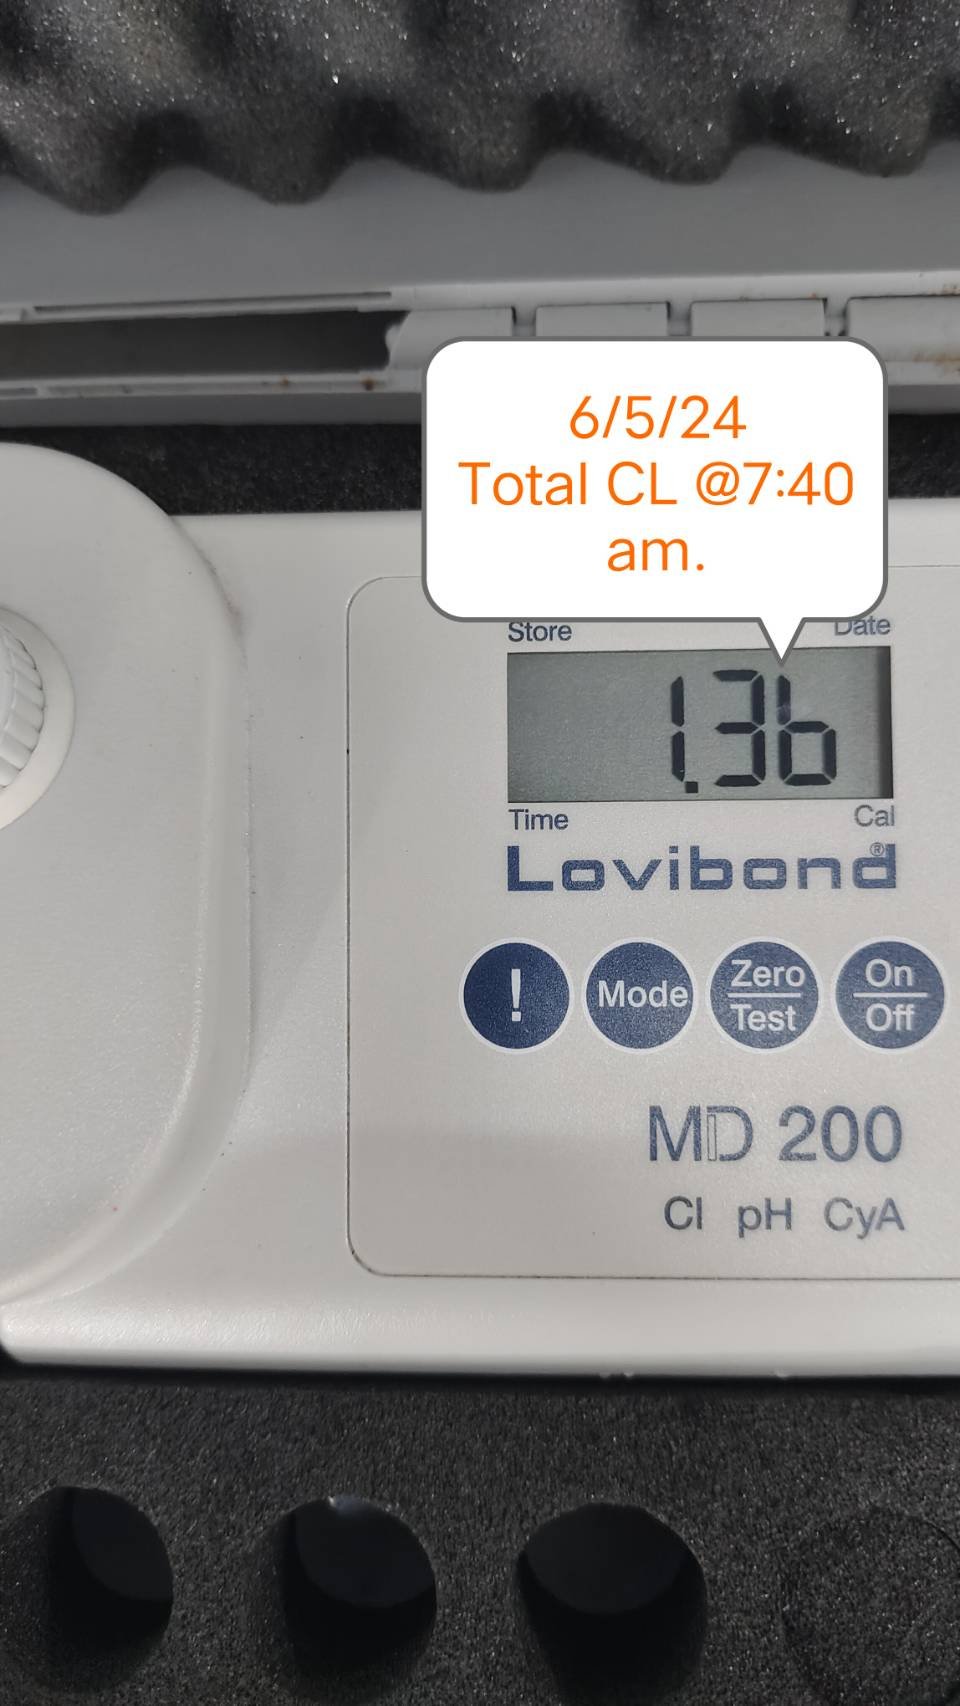 6/5/24
Total CL @7:40
am.
Store Date
1.36
Time Cal
Lovibond®
! Mode Zero Test On Off
MD 200
Cl pH CyA